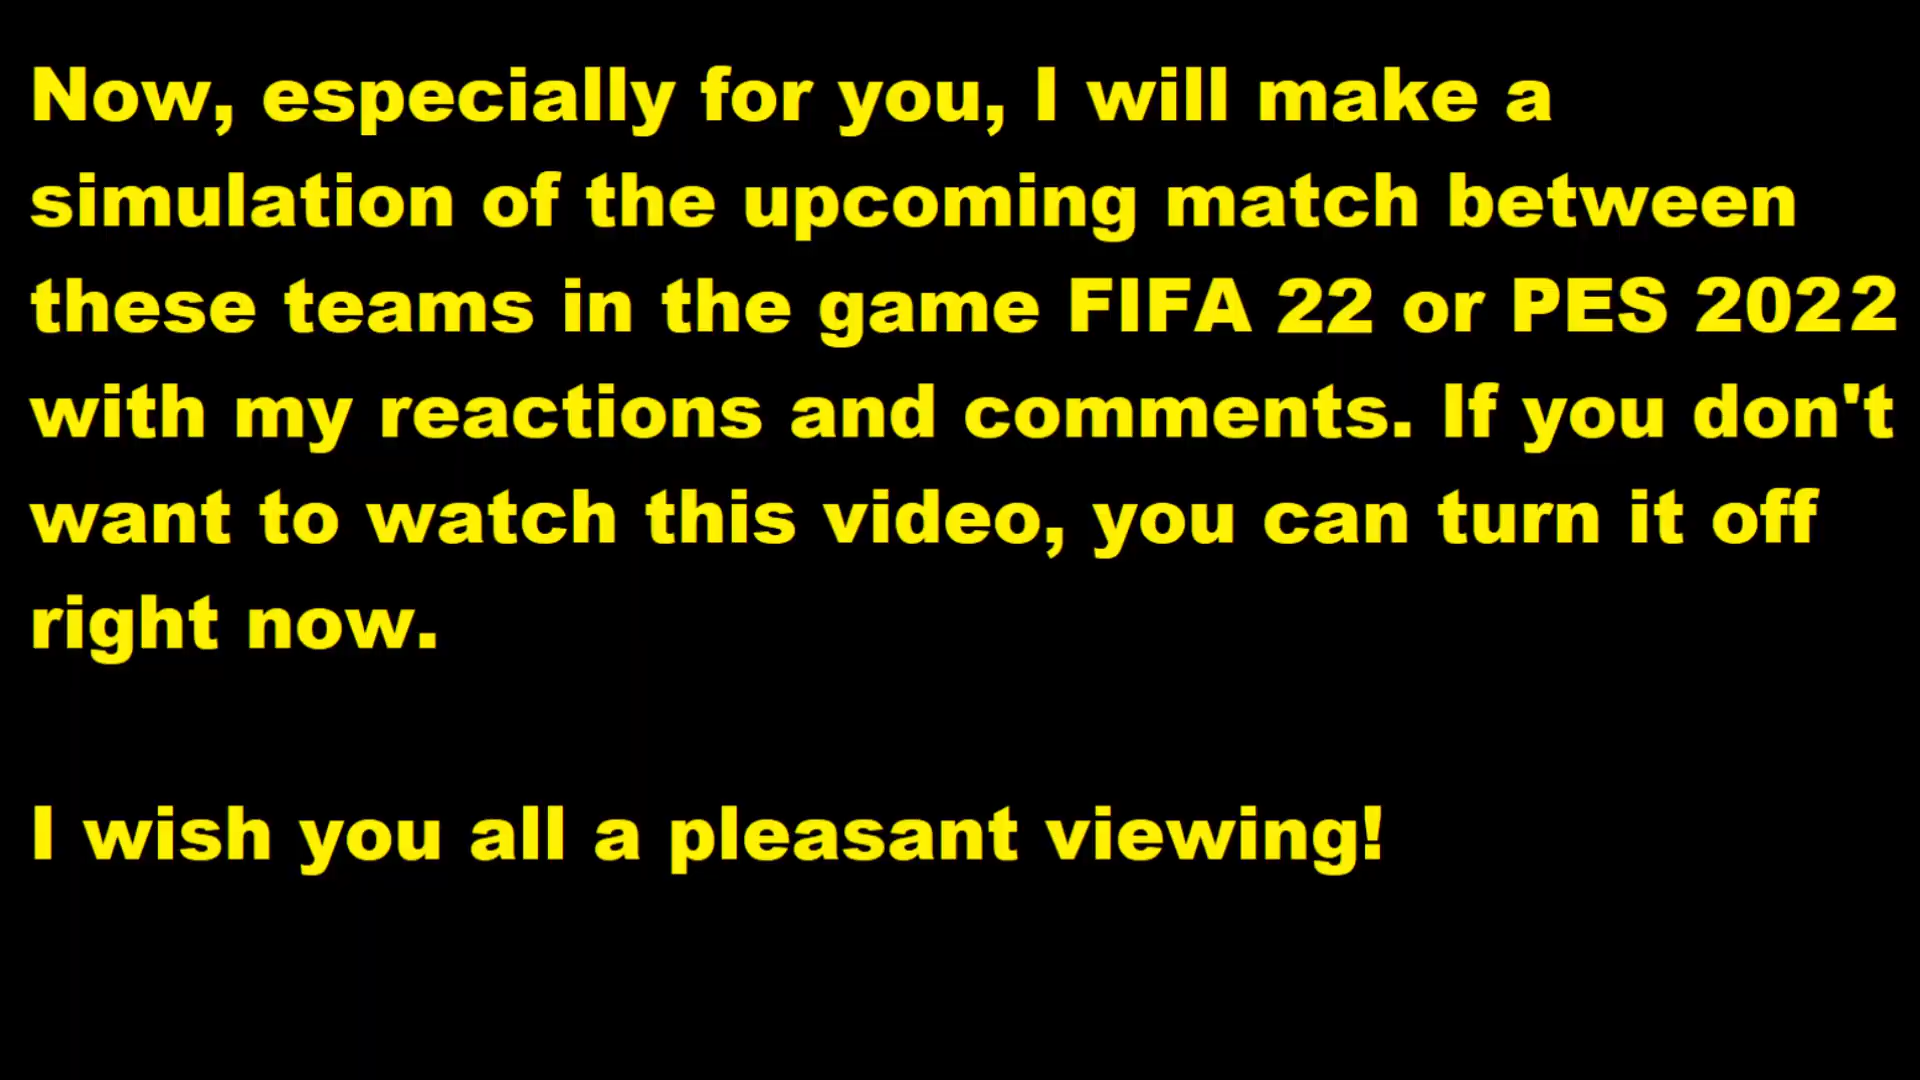 Now, especially for you, I will make a
simulation of the upcoming match between
these teams in the game FIFA 22 or PES 2022
with my reactions and comments. If you don't
want to watch this video, you can turn it off
right now.
I wish you all a pleasant viewing!